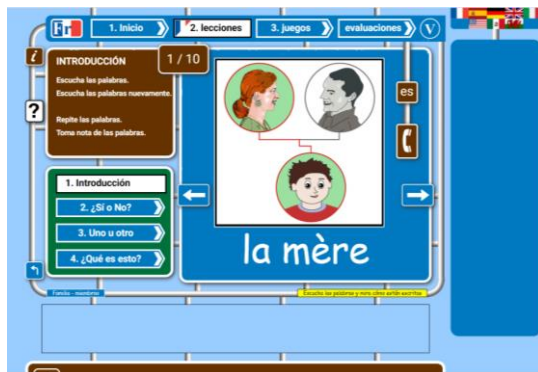 Fr
1. Inicio
2. lecciones
3. juegos
evaluaciones
V
i
INTRODUCCIÓN
1 / 10
Escucha las palabras.
Escucha las palabras nuevamente.
Repite las palabras.
Toma nota de las palabras.
?
es
1. Introducción
2. ¿Sí o No?
3. Uno u otro
4. ¿Qué es esto?
la mère
Familia - miembros
Escucha las palabras y mira cómo están escritas